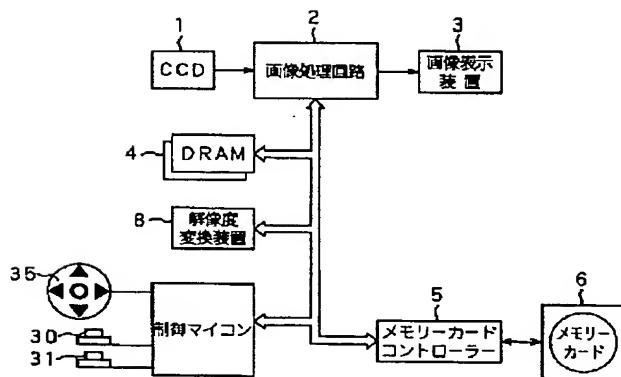 1
CCD
2
画像処理回路
3
画像表示
装置
4
DRAM
8
解像度
変換装置
35
制御マイコン
30
31
5
メモリーカード
コントローラー
6
メモリー
カード